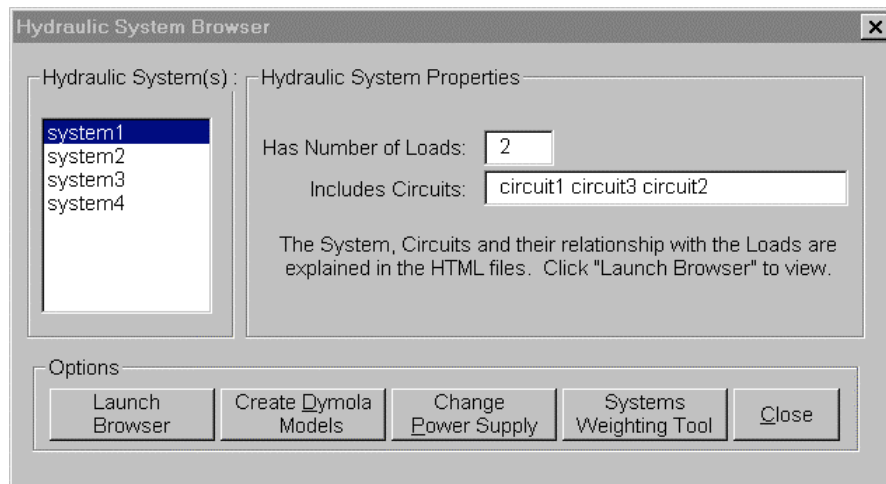 Hydraulic System Browser
Hydraulic System(s) :
system1
system2
system3
system4
Hydraulic System Properties
Has Number of Loads: 2
Includes Circuits: circuit1 circuit3 circuit2
The System, Circuits and their relationship with the Loads are
explained in the HTML files. Click "Launch Browser" to view.
Options
Launch
Browser
Create Dymola
Models
Change
Power Supply
Systems
Weighting Tool
Close